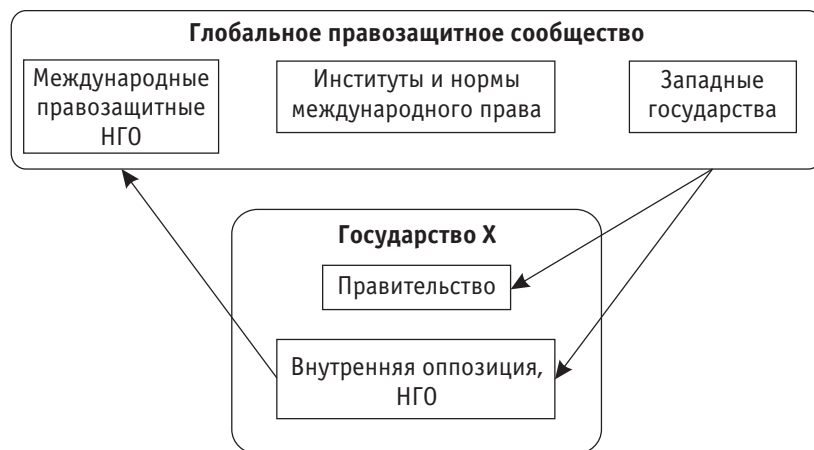 Глобальное правозащитное сообщество
Международные
правозащитные
НГО
Институты и нормы
международного права
Западные
государства
Государство X
Правительство
Внутренняя оппозиция,
НГО